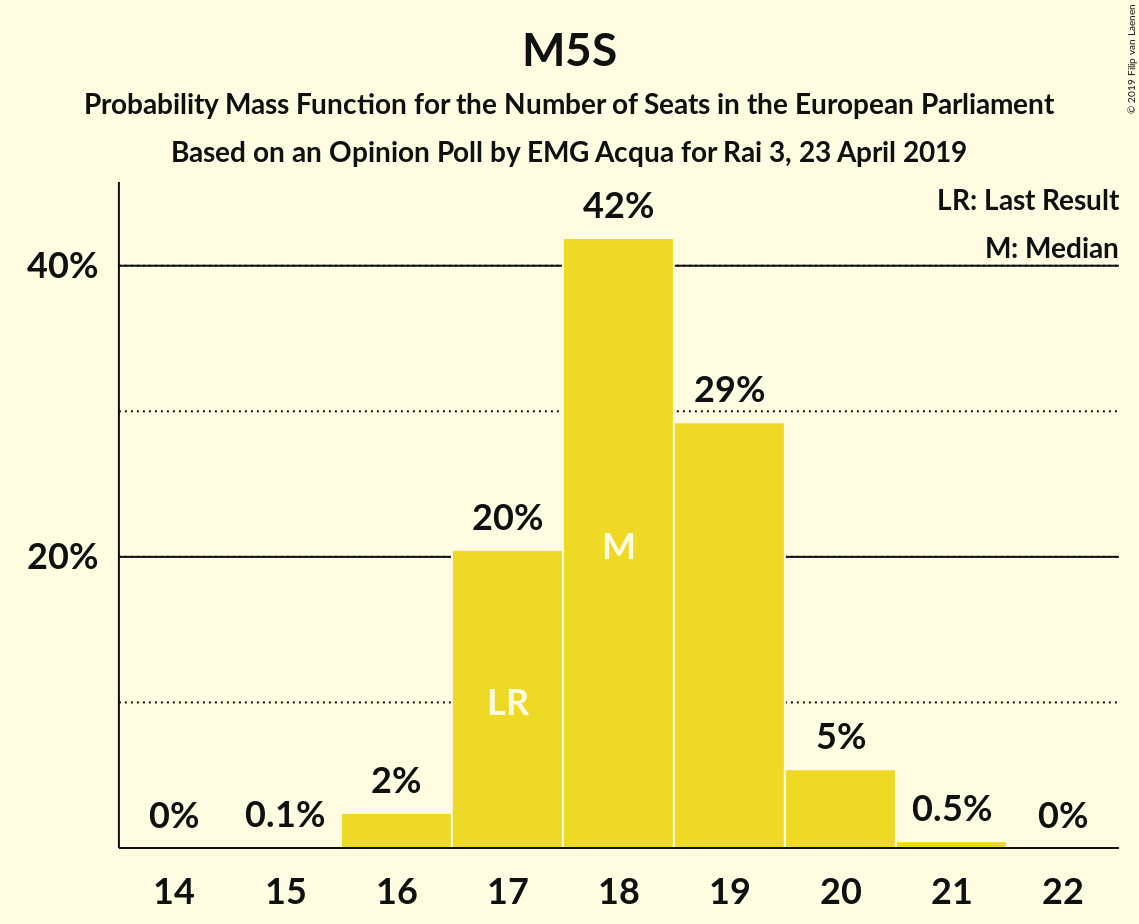 M5S
Probability Mass Function for the Number of Seats in the European Parliament
Based on an Opinion Poll by EMG Acqua for Rai 3, 23 April 2019
© 2019 Filip van Laenen
LR: Last Result
M: Median
40%
20%
0%
0.1%
2%
20%
42%
29%
5%
0.5%
0%
LR
M
14 15 16 17 18 19 20 21 22